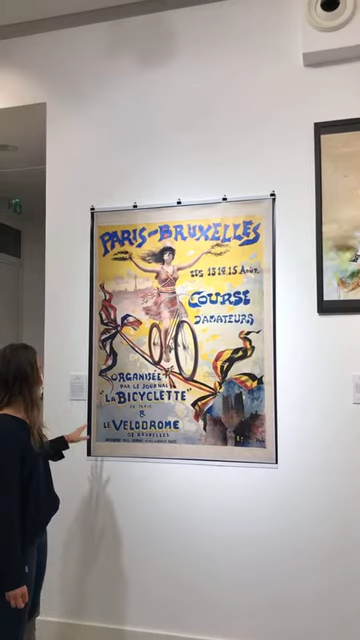 PARIS-BRUXELLES
LES 13.14.15 Août.
COURSE
D'AMATEURS
ORGANISÉE
PAR LE JOURNAL
"LA BICYCLETTE"
DE PARIS
&
LE VELODROME
DE BRUXELLES